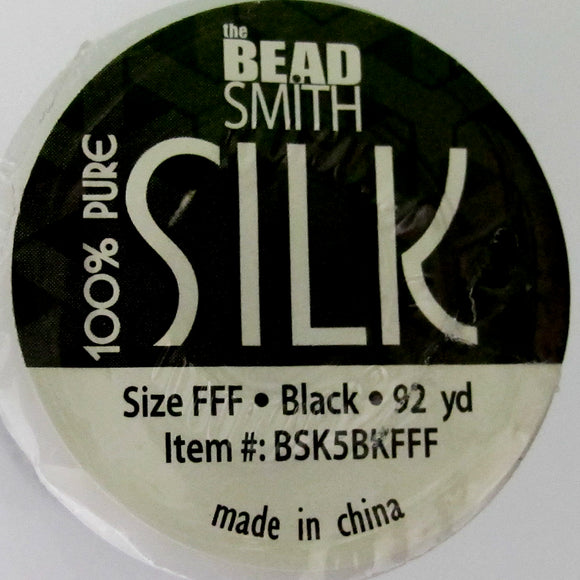 the
BEAD
SMITH
100% PURE
SILK
Size FFF • Black • 92 yd
Item #: BSK5BKFFF
made in china